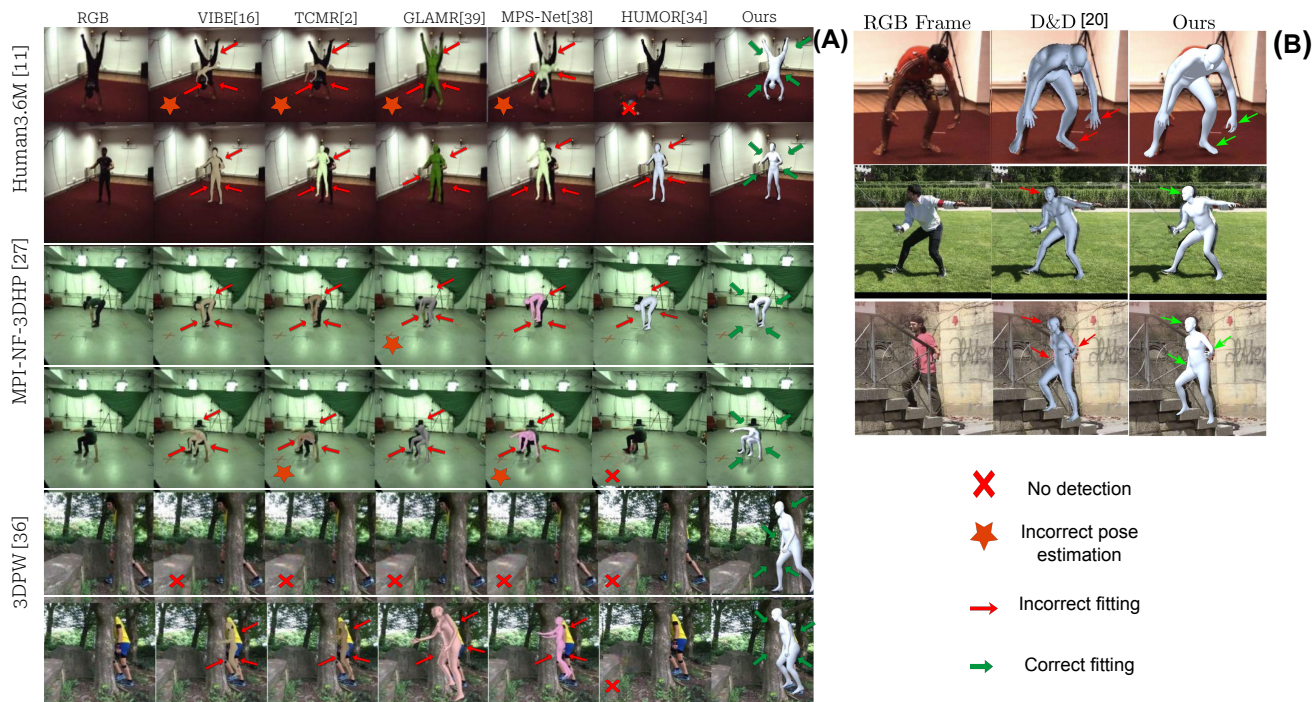 RGB VIBE[16] TCMR[2] GLAMR[39] MPS-Net[38] HUMOR[34] Ours
(A)
Human3.6M [11]
MPI-NF-3DHP [27]
3DPW [36]
RGB Frame D&D [20] Ours
(B)
No detection
Incorrect pose
estimation
Incorrect fitting
Correct fitting